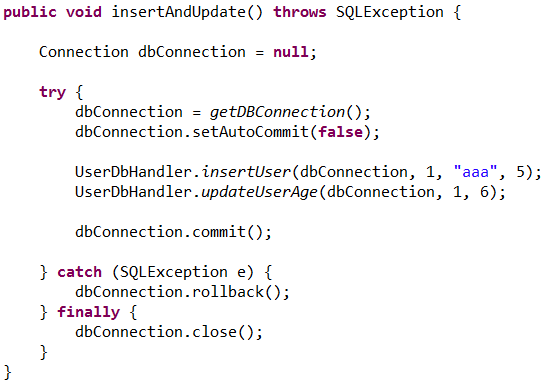 public void insertAndUpdate() throws SQLException {
Connection dbConnection = null;
try {
dbConnection = getDBConnection();
dbConnection.setAutoCommit(false);
UserDbHandler.insertUser(dbConnection, 1, "aaa", 5);
UserDbHandler.updateUserAge(dbConnection, 1, 6);
dbConnection.commit();
} catch (SQLException e) {
dbConnection.rollback();
} finally {
dbConnection.close();
}
}